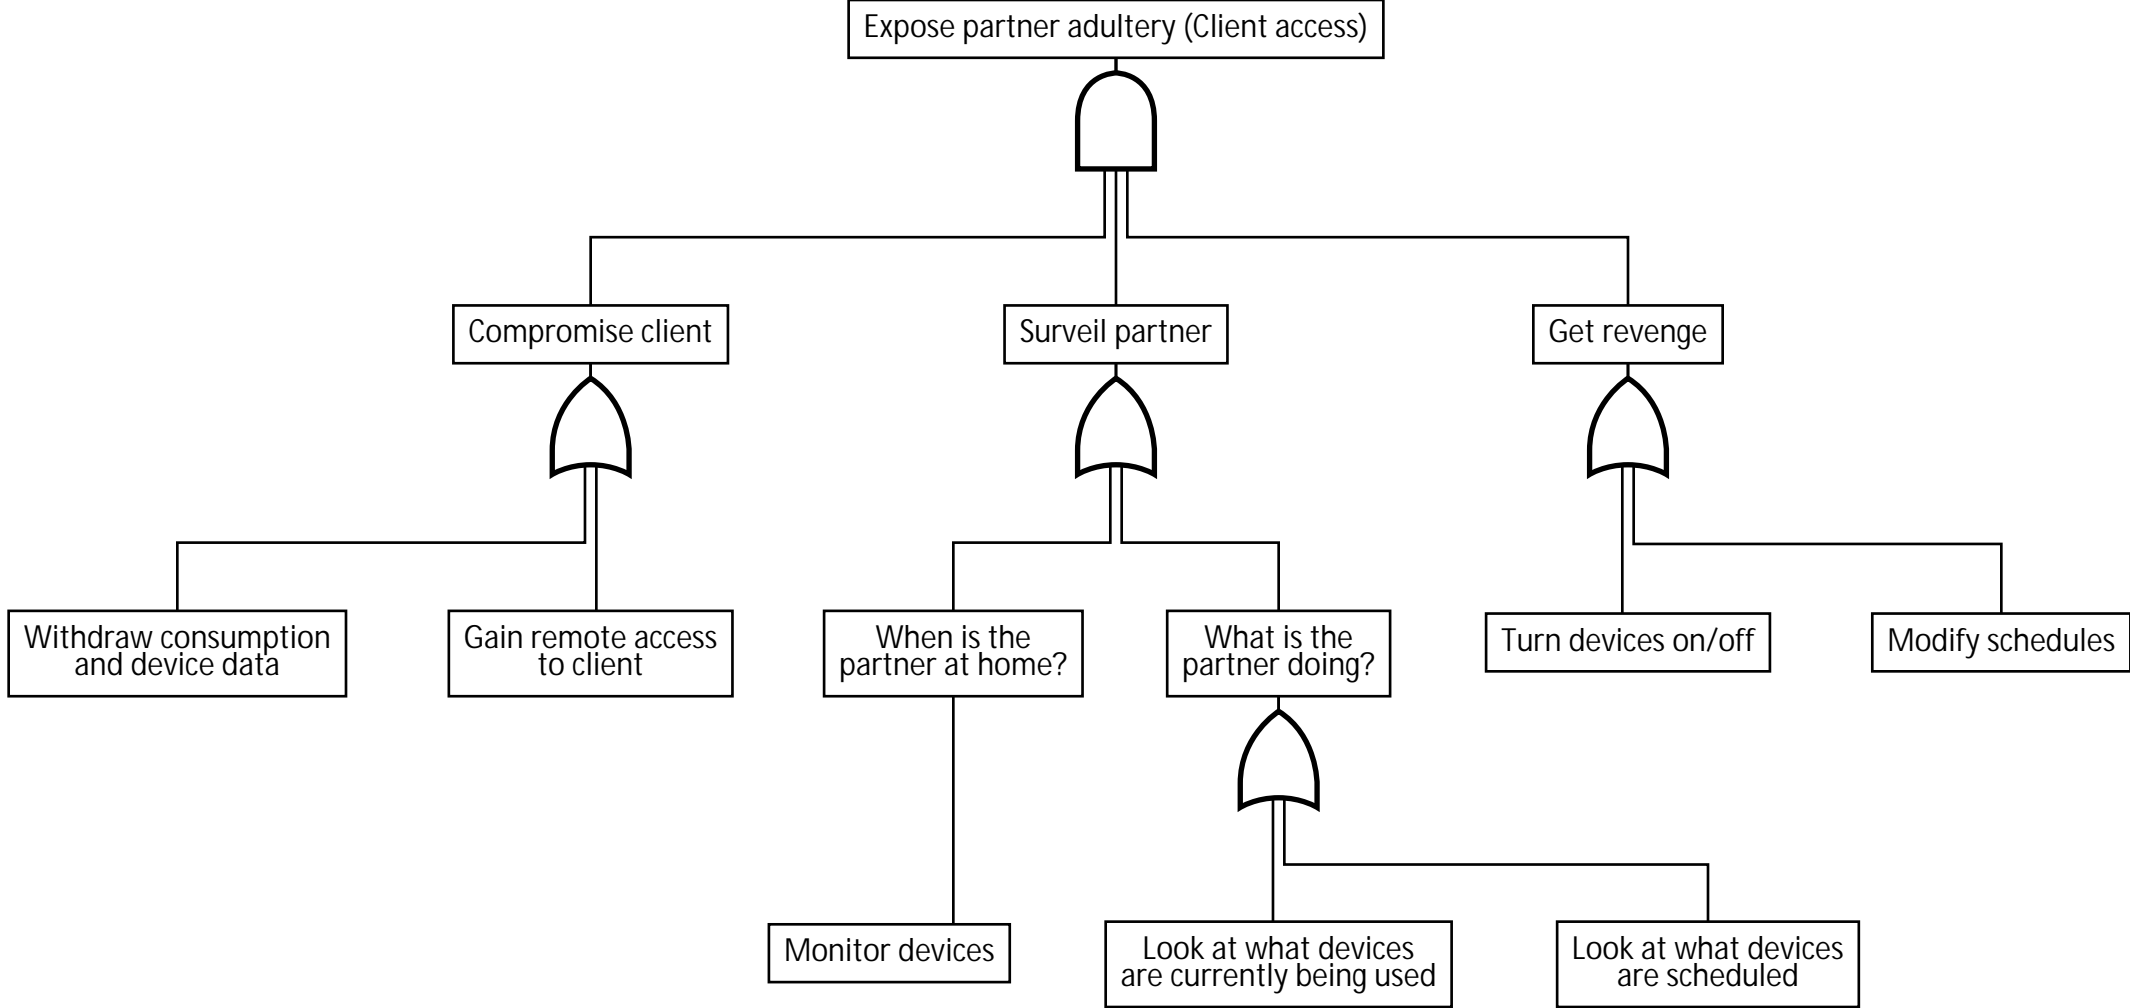 Expose partner adultery (Client access)
Compromise client
Surveil partner
Get revenge
Withdraw consumption
and device data
Gain remote access
to client
When is the
partner at home?
What is the
partner doing?
Turn devices on/off
Modify schedules
Monitor devices
Look at what devices
are currently being used
Look at what devices
are scheduled